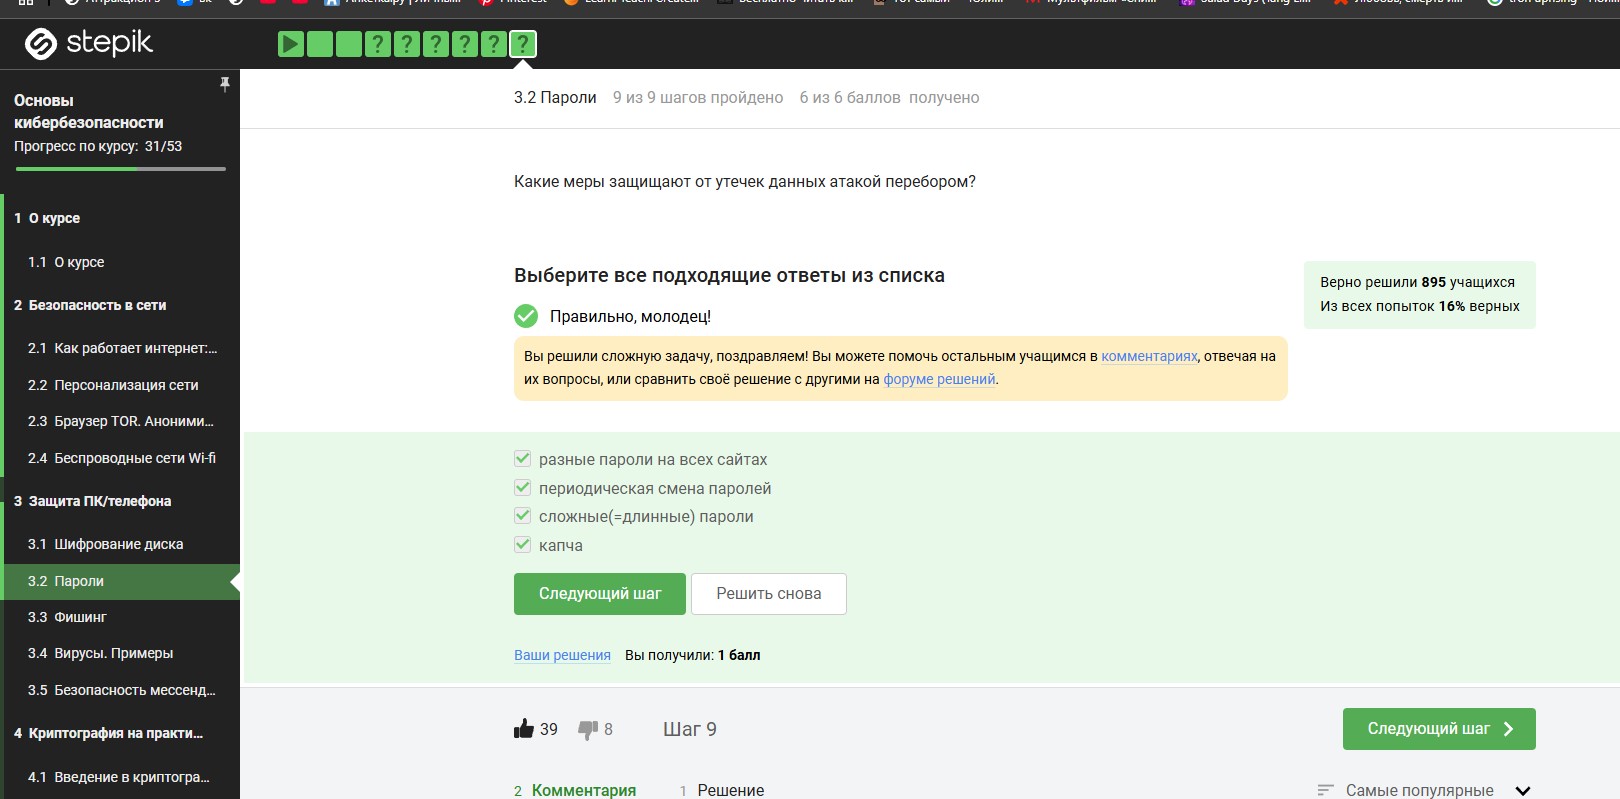 stepik
? ? ? ? ? ?
Основы
кибербезопасности
Прогресс по курсу: 31/53
1 О курсе
1.1 О курсе
2 Безопасность в сети
2.1 Как работает интернет:...
2.2 Персонализация сети
2.3 Браузер TOR. Аноними...
2.4 Беспроводные сети Wi-fi
3 Защита ПК/телефона
3.1 Шифрование диска
3.2 Пароли
3.3 Фишинг
3.4 Вирусы. Примеры
3.5 Безопасность мессенд...
4 Криптография на практи...
4.1 Введение в криптогра...
3.2 Пароли 9 из 9 шагов пройдено 6 из 6 баллов получено
Какие меры защищают от утечек данных атакой перебором?
Выберите все подходящие ответы из списка
Правильно, молодец!
Верно решили 895 учащихся
Из всех попыток 16% верных
Вы решили сложную задачу, поздравляем! Вы можете помочь остальным учащимся в комментариях, отвечая на
их вопросы, или сравнить своё решение с другими на форуме решений.
разные пароли на всех сайтах
периодическая смена паролей
сложные(=длинные) пароли
капча
Следующий шаг Решить снова
Ваши решения Вы получили: 1 балл
39 8 Шаг 9 Следующий шаг
2 Комментария 1 Решение Самые популярные